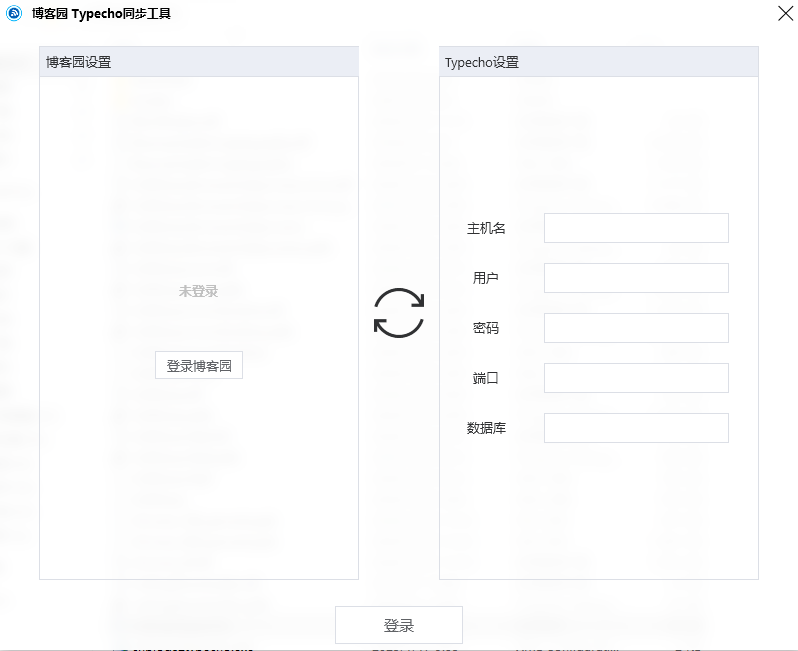 博客园 Typecho同步工具
博客园设置
Typecho设置
主机名
用户
未登录
密码
登录博客园
端口
数据库
登录